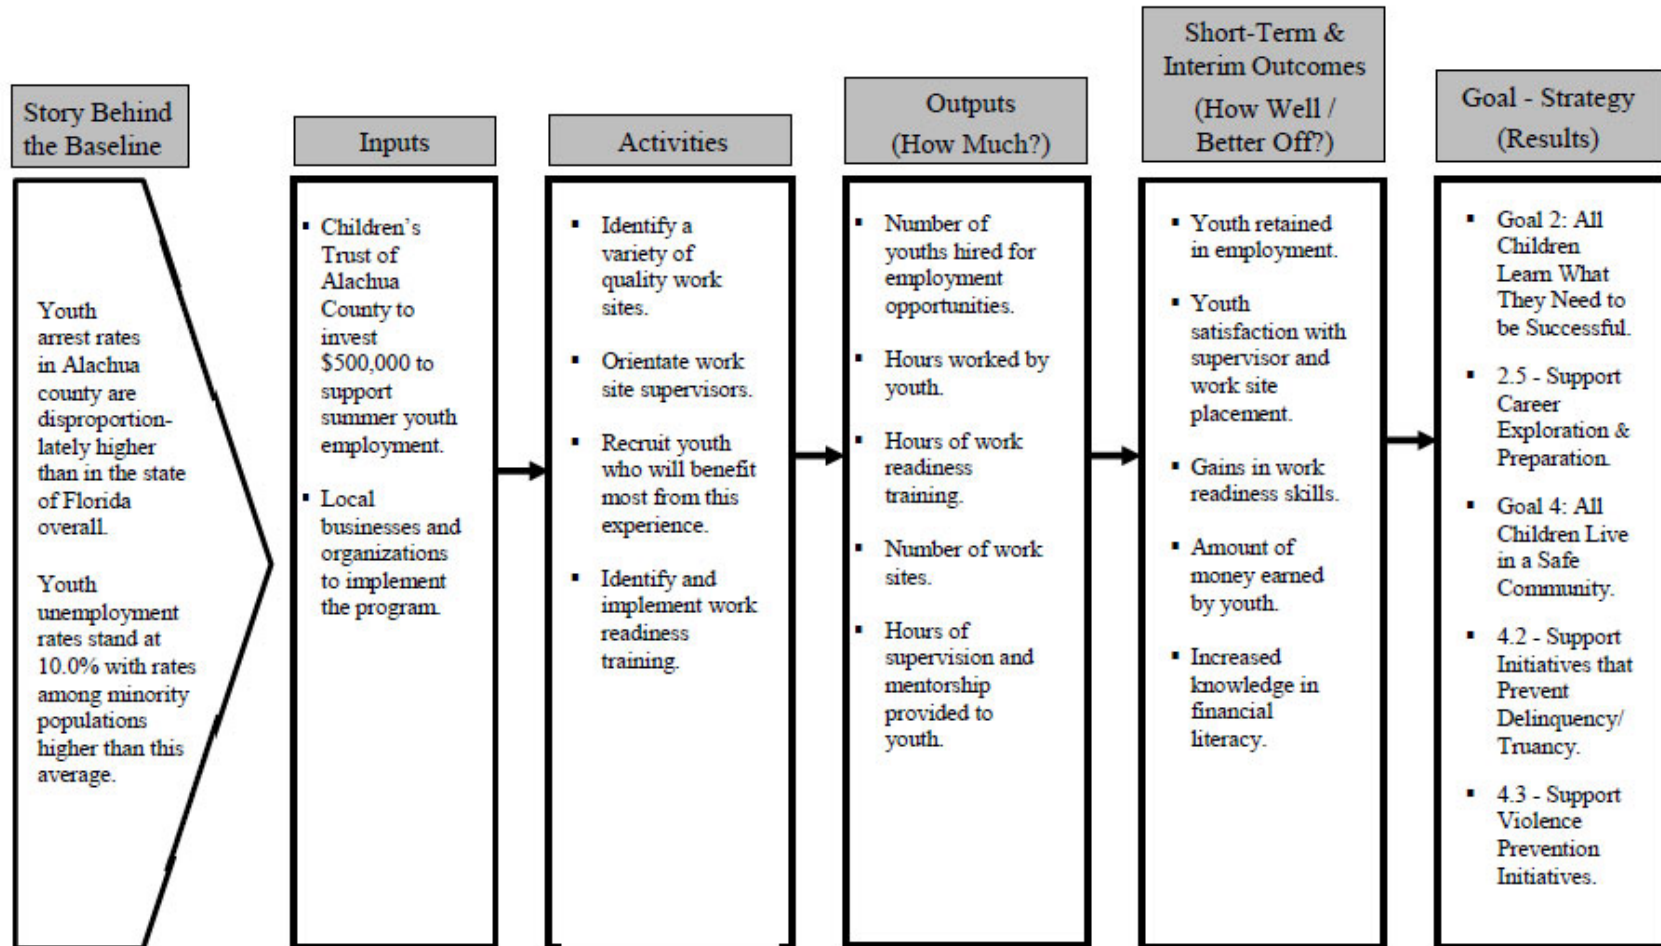 Story Behind
the Baseline
Youth
arrest rates
in Alachua
county are
disproportion-
lately higher
than in the state
of Florida
overall.
Youth
unemployment
rates stand at
10.0% with rates
among minority
populations
higher than this
average.
Inputs
▪ Children's
Trust of
Alachua
County to
invest
$500,000 to
support
summer youth
employment.
▪ Local
businesses and
organizations
to implement
the program.
Activities
▪ Identify a
variety of
quality work
sites.
▪ Orientate work
site supervisors.
▪ Recruit youth
who will benefit
most from this
experience.
▪ Identify and
implement work
readiness
training.
Outputs
(How Much?)
▪ Number of
youths hired for
employment
opportunities.
▪ Hours worked by
youth.
▪ Hours of work
readiness
training.
▪ Number of work
sites.
▪ Hours of
supervision and
mentorship
provided to
youth.
Short-Term &
Interim Outcomes
(How Well /
Better Off?)
▪ Youth retained
in employment.
▪ Youth
satisfaction with
supervisor and
work site
placement.
▪ Gains in work
readiness skills.
▪ Amount of
money earned
by youth.
▪ Increased
knowledge in
financial
literacy.
Goal - Strategy
(Results)
▪ Goal 2: All
Children
Learn What
They Need to
be Successful.
▪ 2.5 - Support
Career
Exploration &
Preparation.
▪ Goal 4: All
Children Live
in a Safe
Community.
▪ 4.2 - Support
Initiatives that
Prevent
Delinquency/
Truancy.
▪ 4.3 - Support
Violence
Prevention
Initiatives.